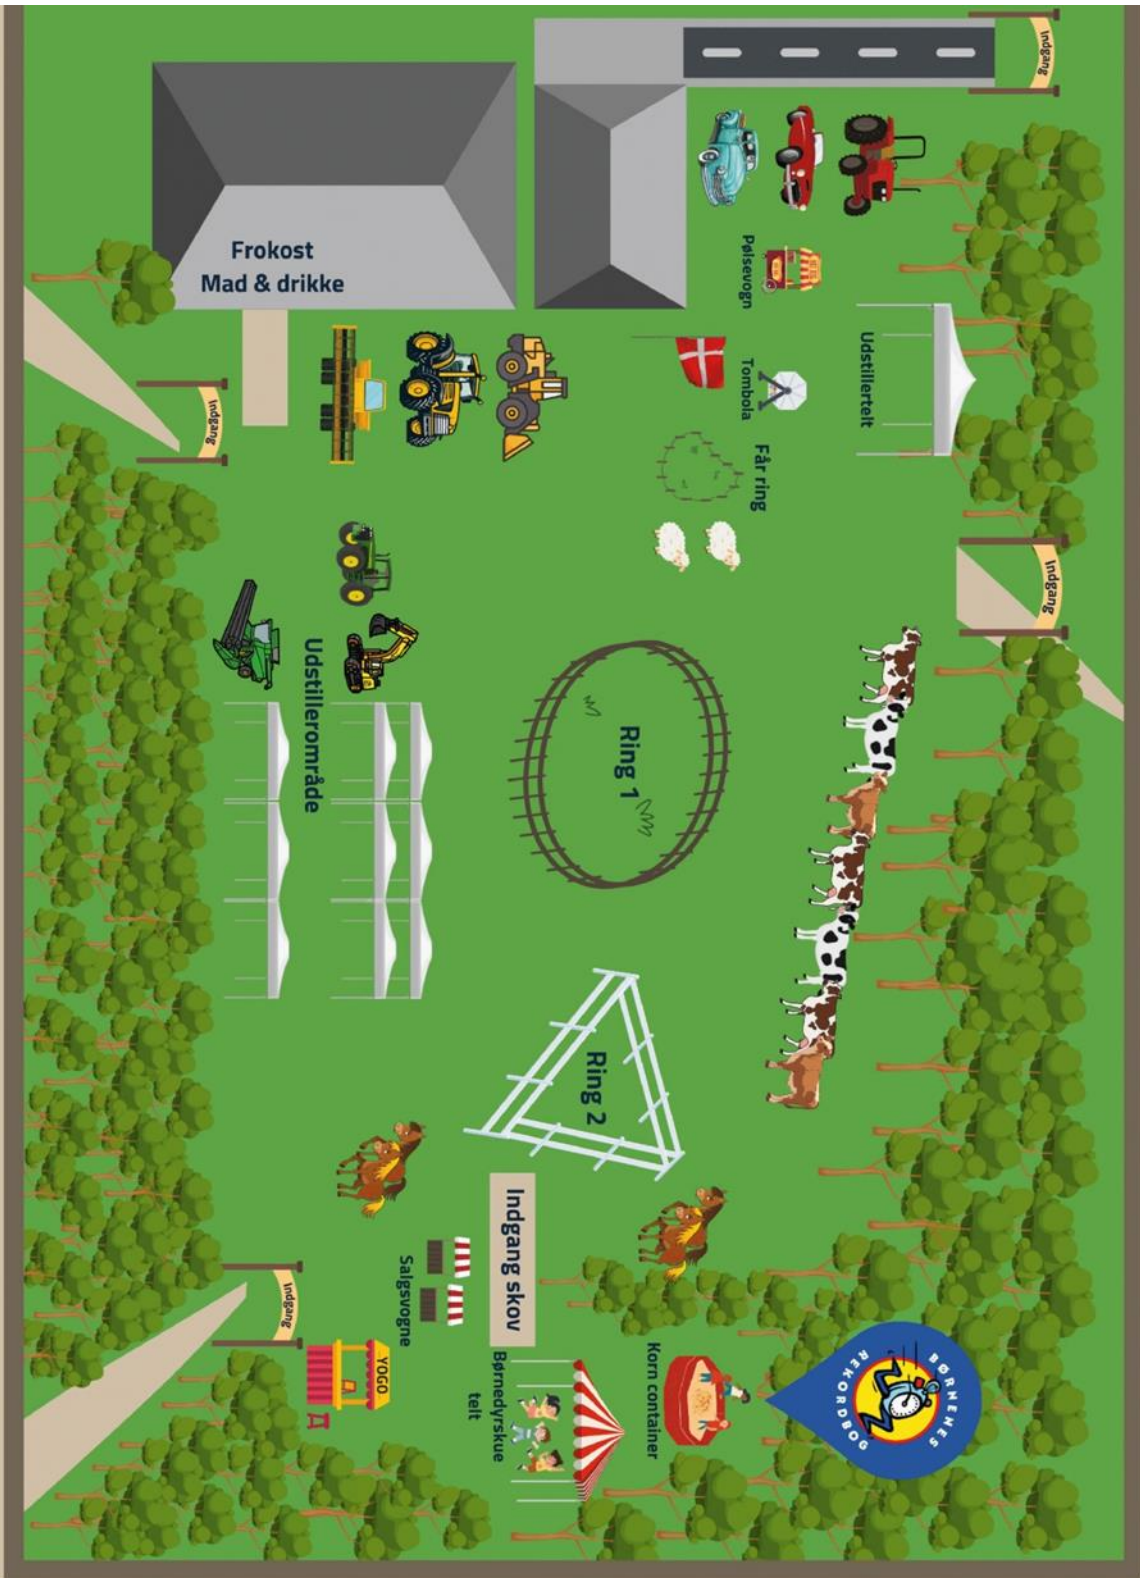 Indgang
Frokost
Mad & drikke
Pølsevogn
Tombola
Udstillertelt
Får ring
Indgang
Indgang
Udstillerområde
Ring 1
Ring 2
Indgang skov
Salgsvogne
Indgang
YOGO
Børnedyrskue
telt
Korn container
BØRNENES
REKORDBOG